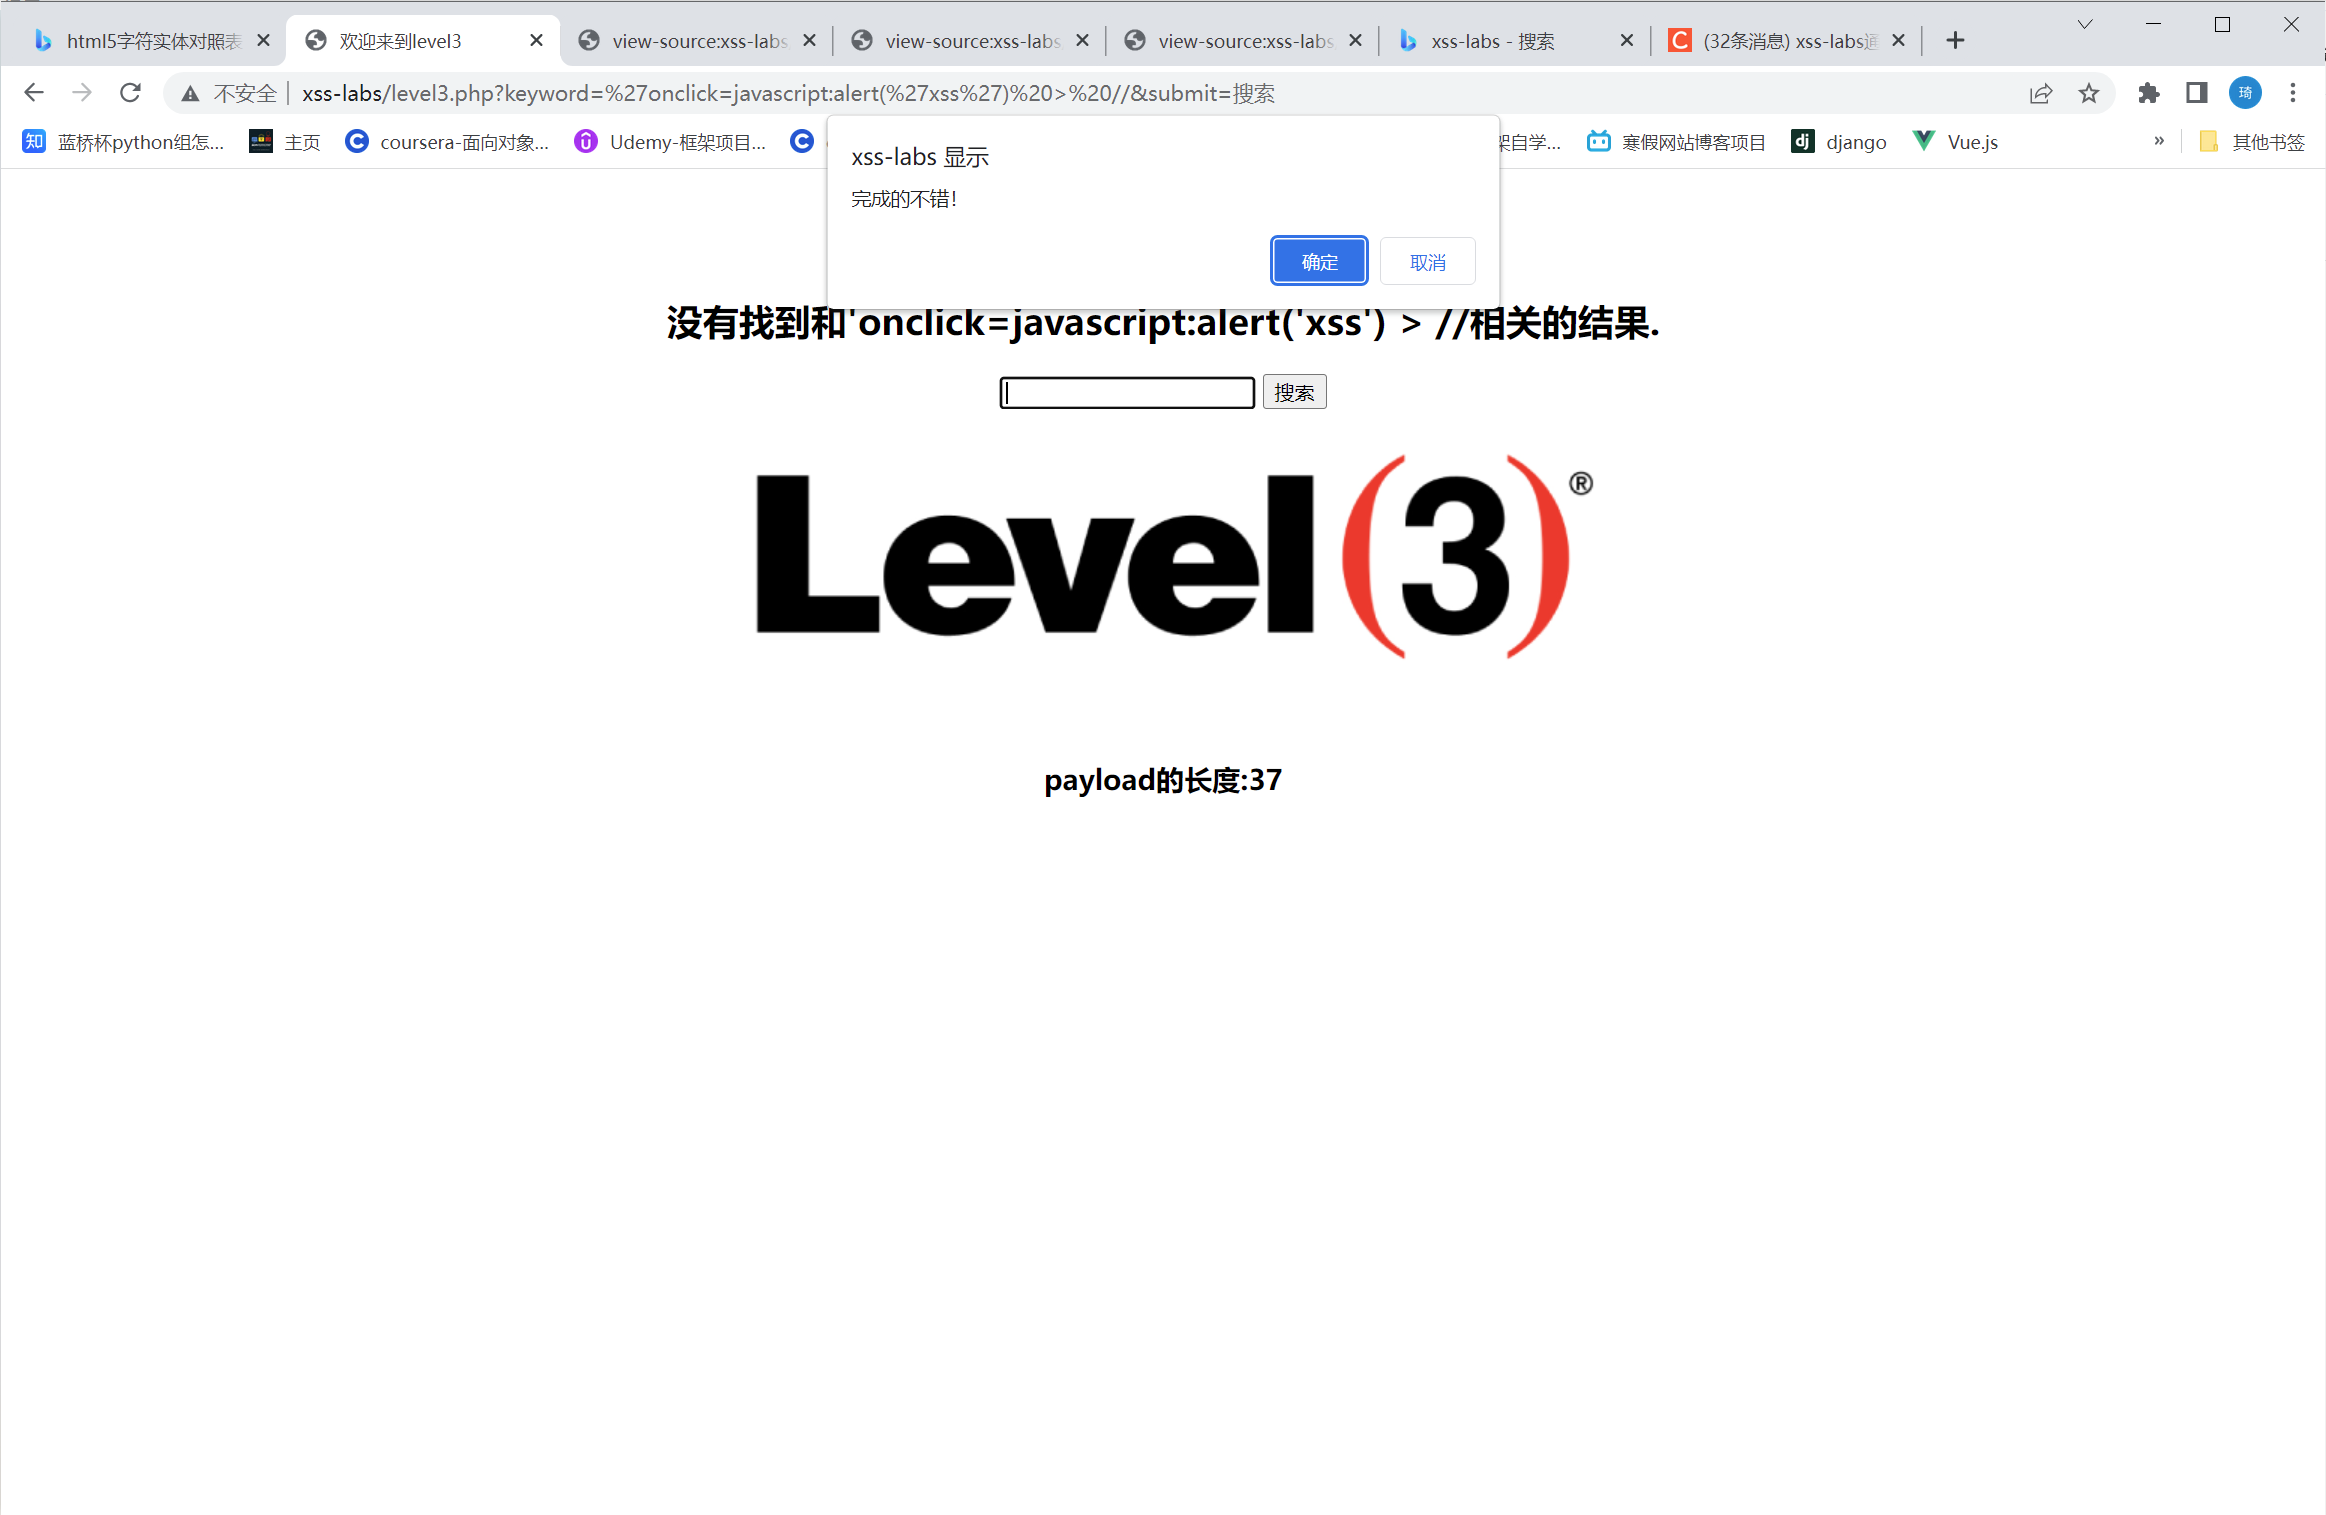 html5字符实体对照表
欢迎来到level3
view-source:xss-labs
view-source:xss-labs
view-source:xss-labs
xss-labs - 搜索
(32条消息) xss-labs通
不安全
xss-labs/level3.php?keyword=%27onclick=javascript:alert(%27xss%27)%20>%20//&submit=搜索
琦
知 蓝桥杯python组怎...
主页
coursera-面向对象...
Udemy-框架项目...
架自学...
寒假网站博客项目
dj django
Vue.js
»
其他书签
xss-labs 显示
完成的不错!
确定
取消
没有找到和'onclick=javascript:alert('xss') > //相关的结果.
搜索
Level(3)®
payload的长度:37